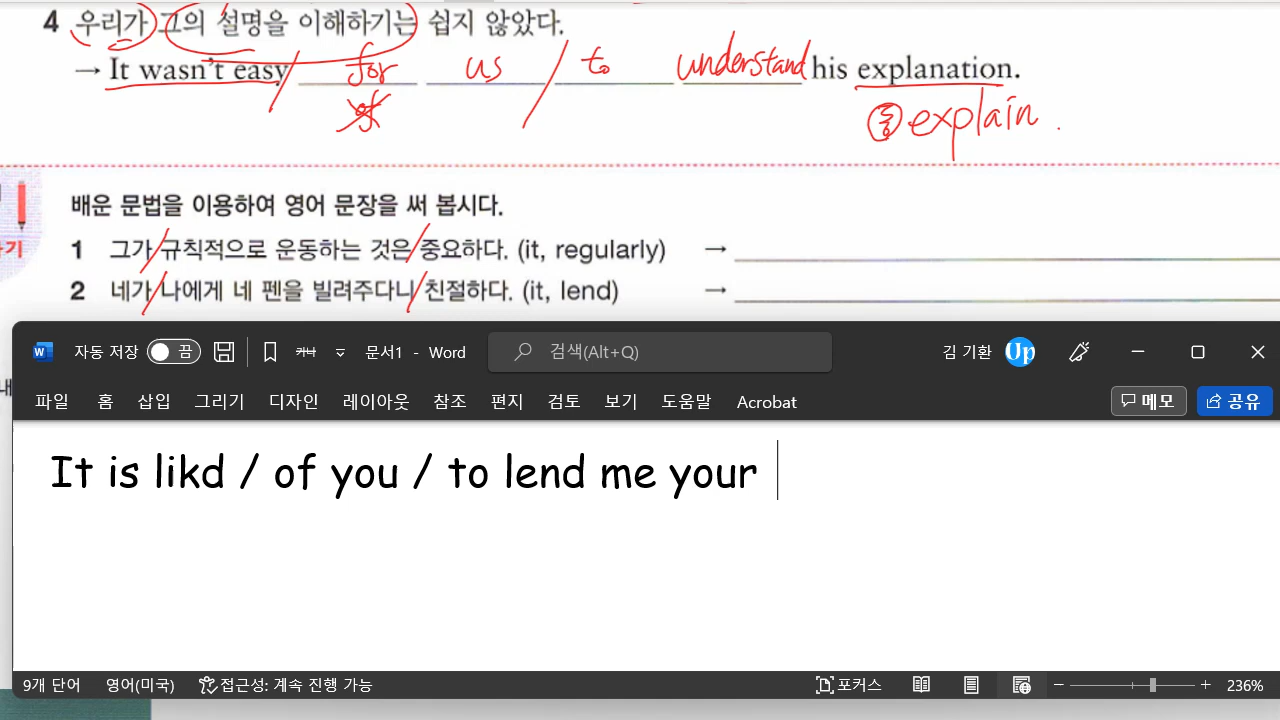 4 우리가 그의 설명을 이해하기는 쉽지 않았다.
→ It wasn't easy / for us / to understand his explanation.
of 동 explain.
배운 문법을 이용하여 영어 문장을 써 봅시다.
1 그가/규칙적으로 운동하는 것은/중요하다. (it, regularly) →
2 네가/나에게 네 펜을 빌려주다니/친절하다. (it, lend) →
자동 저장 끔 가나 문서1 - Word 검색(Alt+Q) 김 기환 Up
파일 홈 삽입 그리기 디자인 레이아웃 참조 편지 검토 보기 도움말 Acrobat 메모 공유
It is likd / of you / to lend me your
9개 단어 영어(미국) 접근성: 계속 진행 가능 포커스 236%